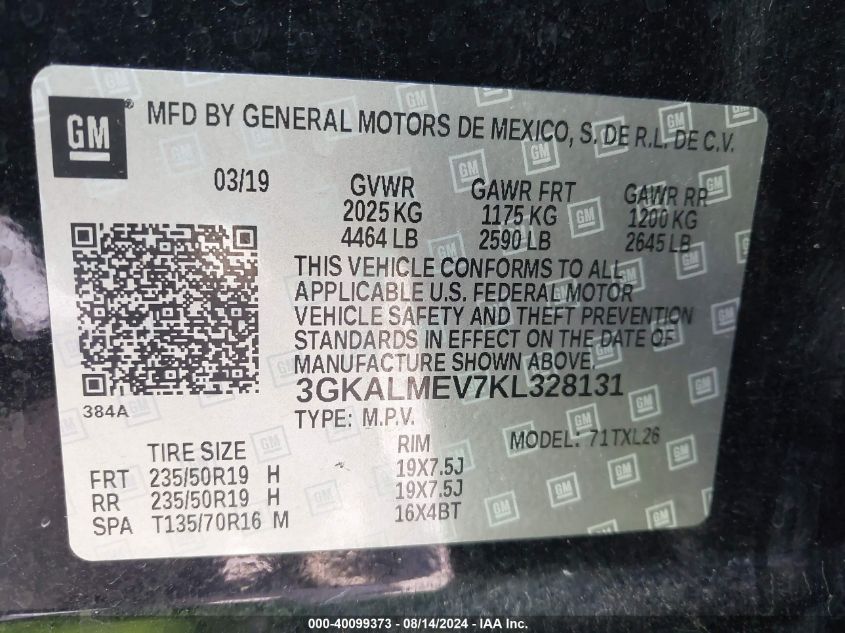 GM ® MFD BY GENERAL MOTORS DE MEXICO, S. DE R.L. DE C.V.
03/19 GVWR GAWR FRT GAWR RR
2025 KG 1175 KG 1200 KG
4464 LB 2590 LB 2645 LB
THIS VEHICLE CONFORMS TO ALL
APPLICABLE U.S. FEDERAL MOTOR
VEHICLE SAFETY AND THEFT PREVENTION
STANDARDS IN EFFECT ON THE DATE OF
MANUFACTURE SHOWN ABOVE.
3GKALMEV7KL328131
384A
TYPE: M.P.V. MODEL: 71TXL26
TIRE SIZE RIM
FRT 235/50R19 H 19X7.5J
RR 235/50R19 H 19X7.5J
SPA T135/70R16 M 16X4BT
000-40099373 - 08/14/2024 - IAA Inc.